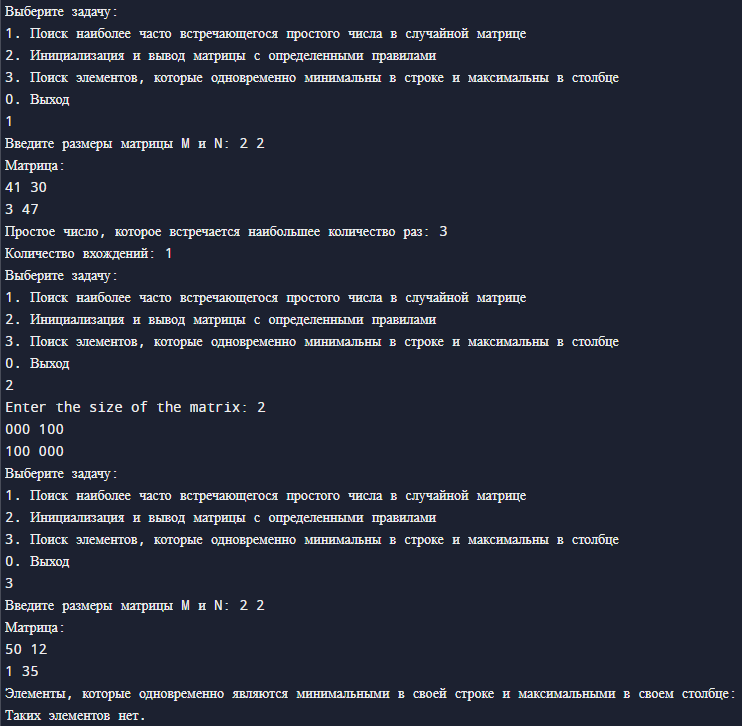 Выберите задачу:
1. Поиск наиболее часто встречающегося простого числа в случайной матрице
2. Инициализация и вывод матрицы с определенными правилами
3. Поиск элементов, которые одновременно минимальны в строке и максимальны в столбце
0. Выход
1
Введите размеры матрицы M и N: 2 2
Матрица:
41 30
3 47
Простое число, которое встречается наибольшее количество раз: 3
Количество вхождений: 1
Выберите задачу:
1. Поиск наиболее часто встречающегося простого числа в случайной матрице
2. Инициализация и вывод матрицы с определенными правилами
3. Поиск элементов, которые одновременно минимальны в строке и максимальны в столбце
0. Выход
2
Enter the size of the matrix: 2
000 100
100 000
Выберите задачу:
1. Поиск наиболее часто встречающегося простого числа в случайной матрице
2. Инициализация и вывод матрицы с определенными правилами
3. Поиск элементов, которые одновременно минимальны в строке и максимальны в столбце
0. Выход
3
Введите размеры матрицы M и N: 2 2
Матрица:
50 12
1 35
Элементы, которые одновременно являются минимальными в своей строке и максимальными в своем столбце:
Таких элементов нет.